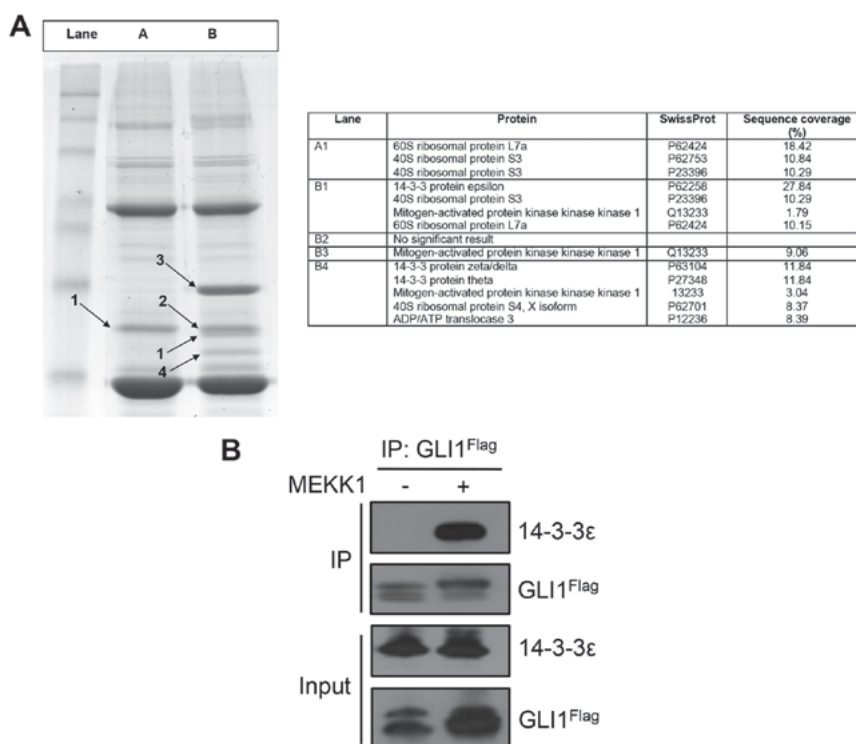 A
Lane A B
3
1
2
1
4
Lane Protein SwissProt Sequence coverage (%)
A1 60S ribosomal protein L7a P62424 18.42
40S ribosomal protein S3 P62753 10.84
40S ribosomal protein S3 P23396 10.29
B1 14-3-3 protein epsilon P62258 27.84
40S ribosomal protein S3 P23396 10.29
Mitogen-activated protein kinase kinase kinase 1 Q13233 1.79
60S ribosomal protein L7a P62424 10.15
B2 No significant result
B3 Mitogen-activated protein kinase kinase kinase 1 Q13233 9.06
B4 14-3-3 protein zeta/delta P63104 11.84
14-3-3 protein theta P27348 11.84
Mitogen-activated protein kinase kinase kinase 1 13233 3.04
40S ribosomal protein S4, X isoform P62701 8.37
ADP/ATP translocase 3 P12236 8.39
B
IP: GLI1Flag
MEKK1 - +
IP
14-3-3ε
GLI1Flag
Input
14-3-3ε
GLI1Flag